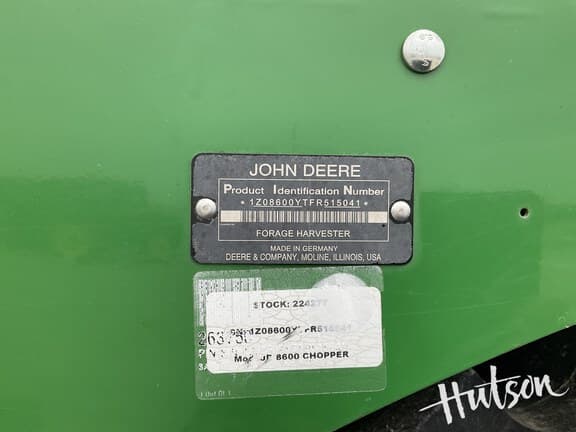 JOHN DEERE
Product Identification Number
*1Z08600YTFR515041*
FORAGE HARVESTER
MADE IN GERMANY
DEERE & COMPANY, MOLINE, ILLINOIS, USA
STOCK: 224277
1Z08600YTFR515041
8600 CHOPPER
Hutson